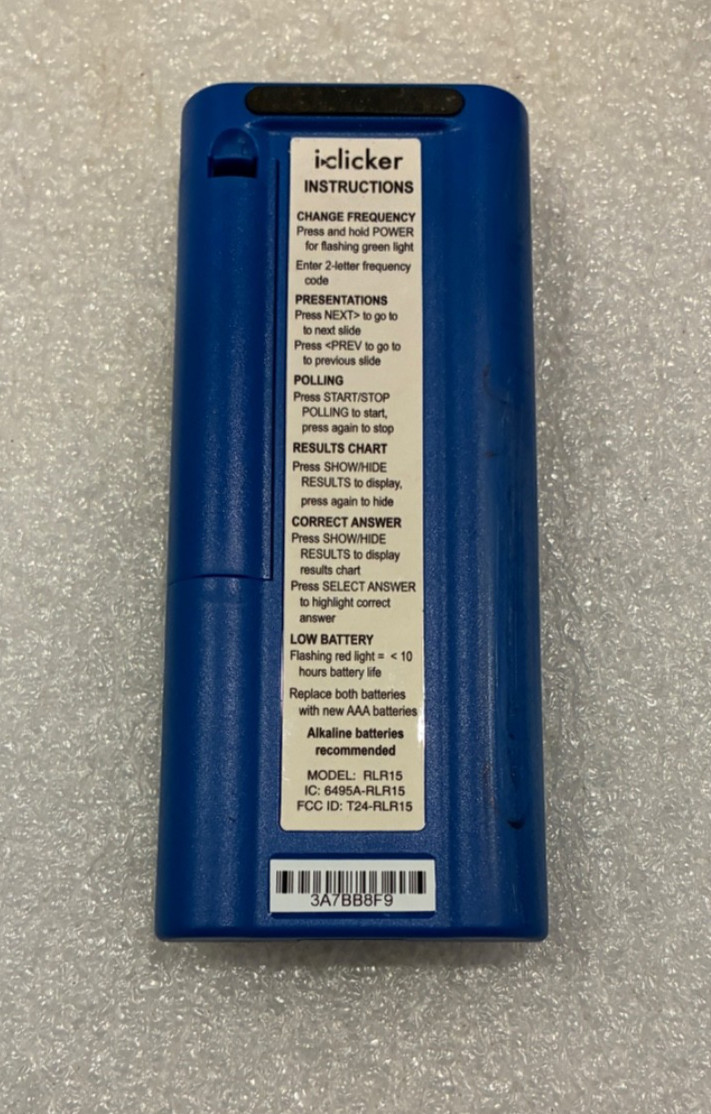 i>clicker
INSTRUCTIONS
CHANGE FREQUENCY
Press and hold POWER
for flashing green light
Enter 2-letter frequency
code
PRESENTATIONS
Press NEXT> to go to
to next slide
Press <PREV to go to
to previous slide
POLLING
Press START/STOP
POLLING to start,
press again to stop
RESULTS CHART
Press SHOW/HIDE
RESULTS to display,
press again to hide
CORRECT ANSWER
Press SHOW/HIDE
RESULTS to display
results chart
Press SELECT ANSWER
to highlight correct
answer
LOW BATTERY
Flashing red light = < 10
hours battery life
Replace both batteries
with new AAA batteries
Alkaline batteries
recommended
MODEL: RLR15
IC: 6495A-RLR15
FCC ID: T24-RLR15
3A7BB8F9